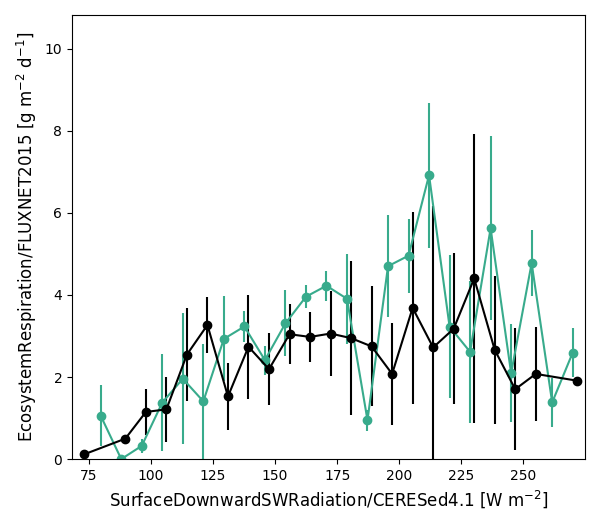 EcosystemRespiration/FLUXNET2015 [g m⁻² d⁻¹]
10
8
6
4
2
0
75 100 125 150 175 200 225 250
SurfaceDownwardSWRadiation/CERESed4.1 [W m⁻²]